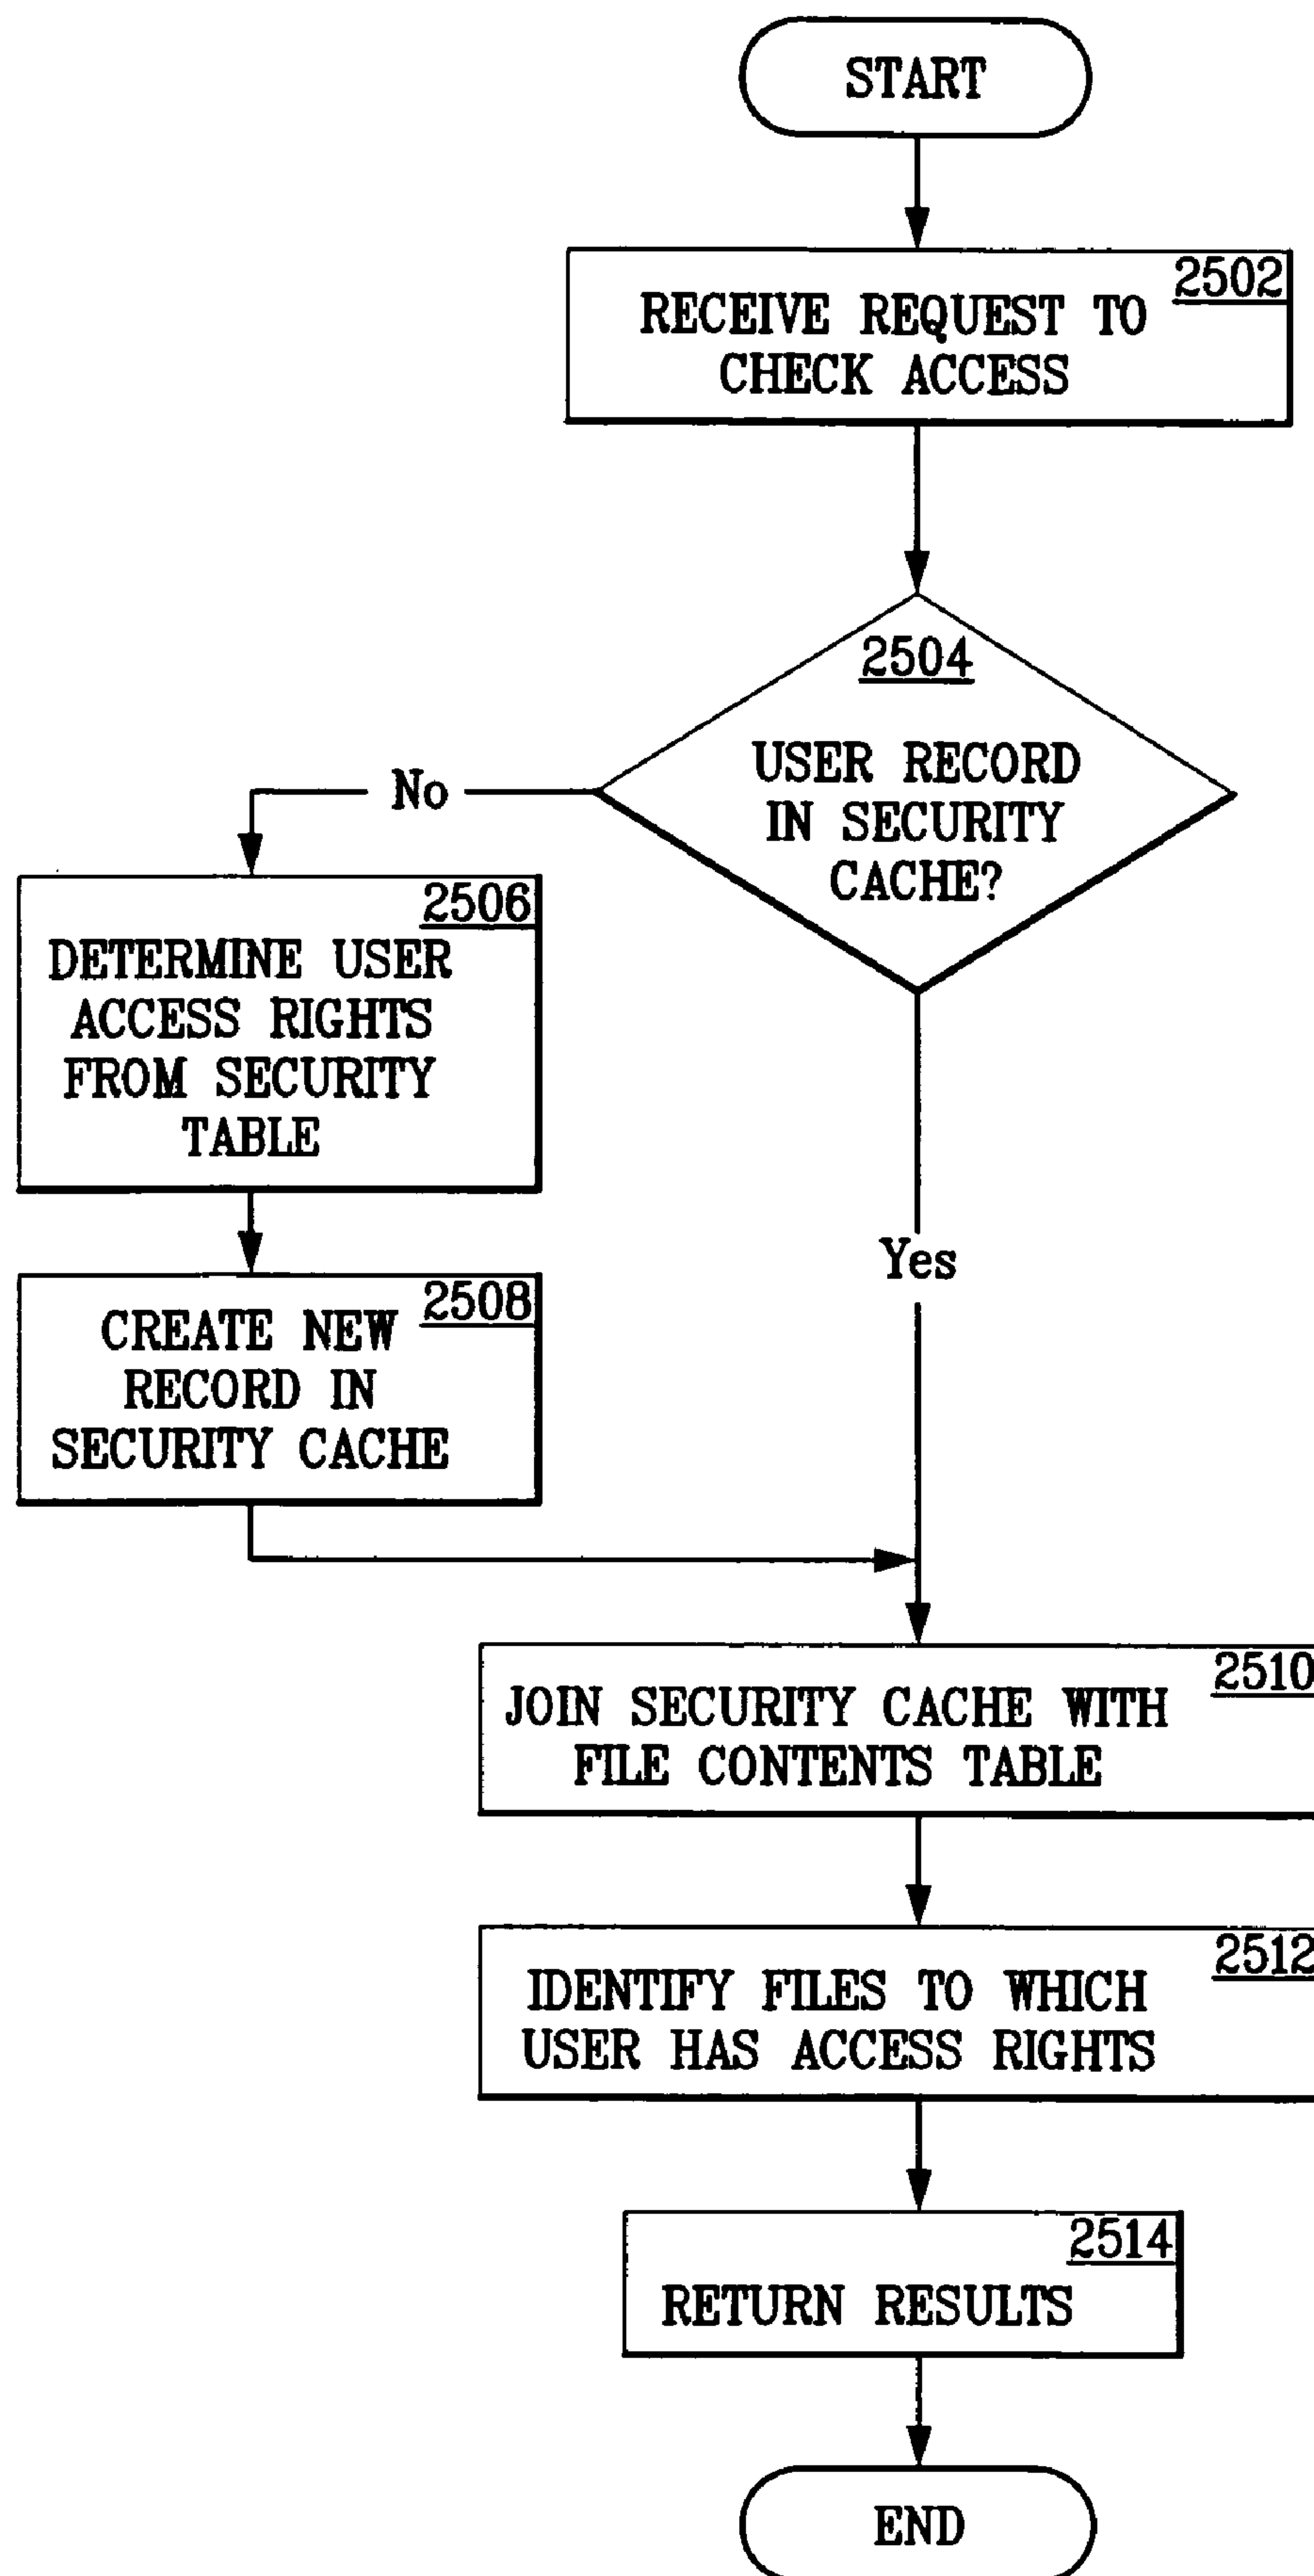 START
2502
RECEIVE REQUEST TO
CHECK ACCESS
2504
USER RECORD
IN SECURITY
CACHE?
No
2506
DETERMINE USER
ACCESS RIGHTS
FROM SECURITY
TABLE
Yes
2508
CREATE NEW
RECORD IN
SECURITY CACHE
2510
JOIN SECURITY CACHE WITH
FILE CONTENTS TABLE
2512
IDENTIFY FILES TO WHICH
USER HAS ACCESS RIGHTS
2514
RETURN RESULTS
END